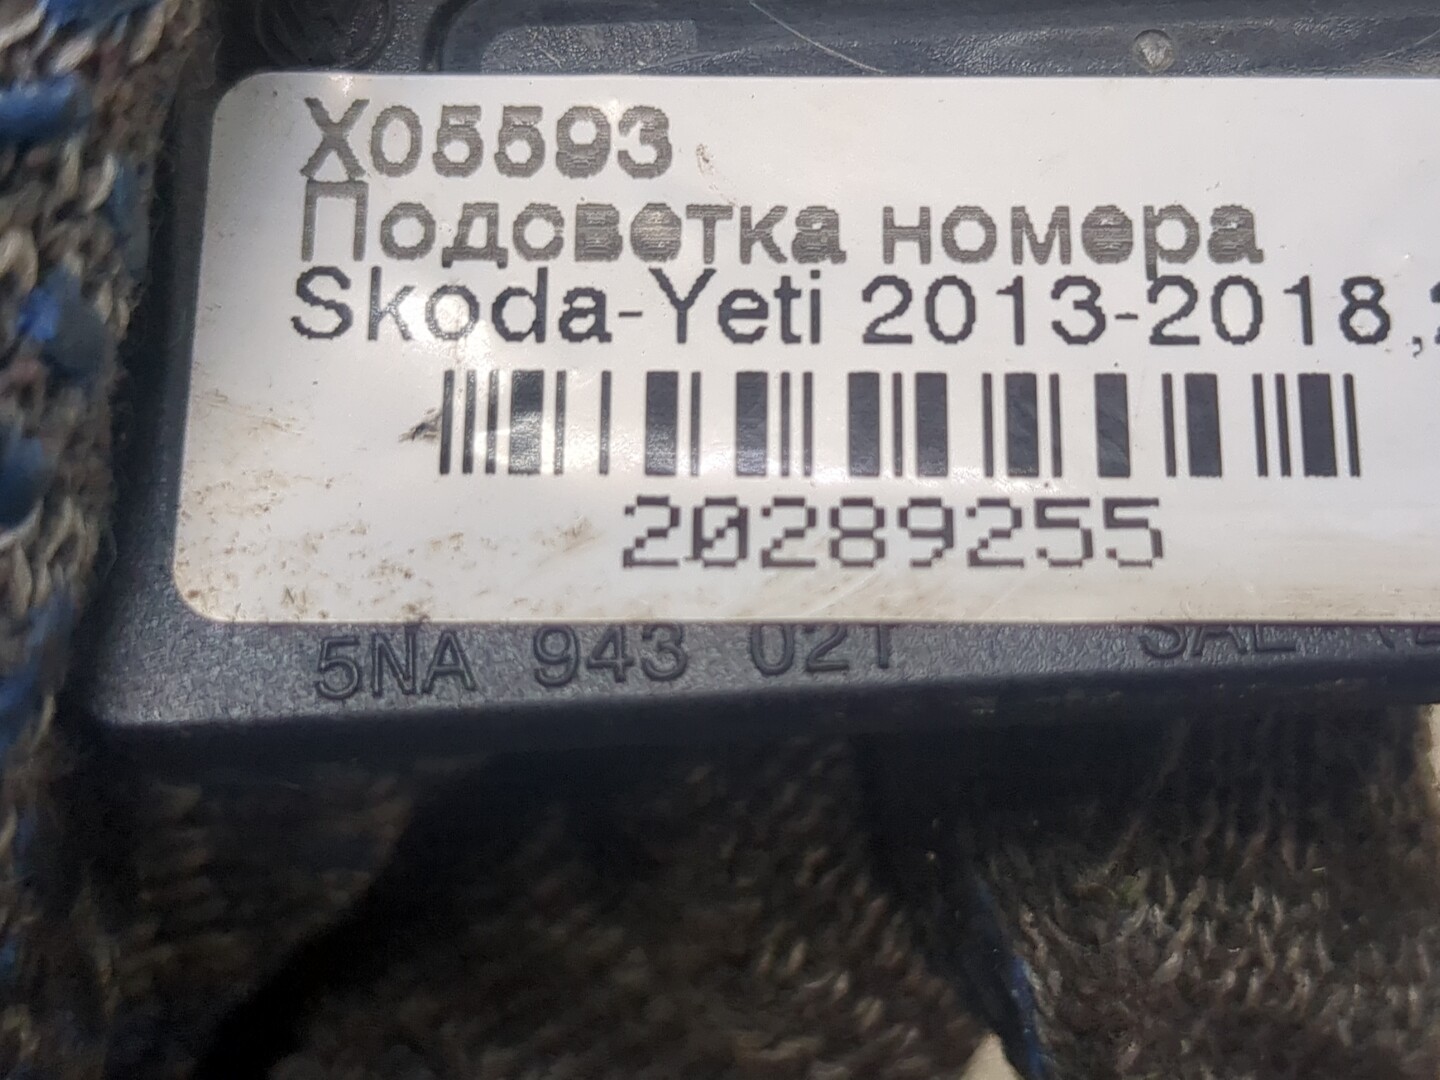 X05593
Подсветка номера
Skoda-Yeti 2013-2018,
20289255
5NA 943 021